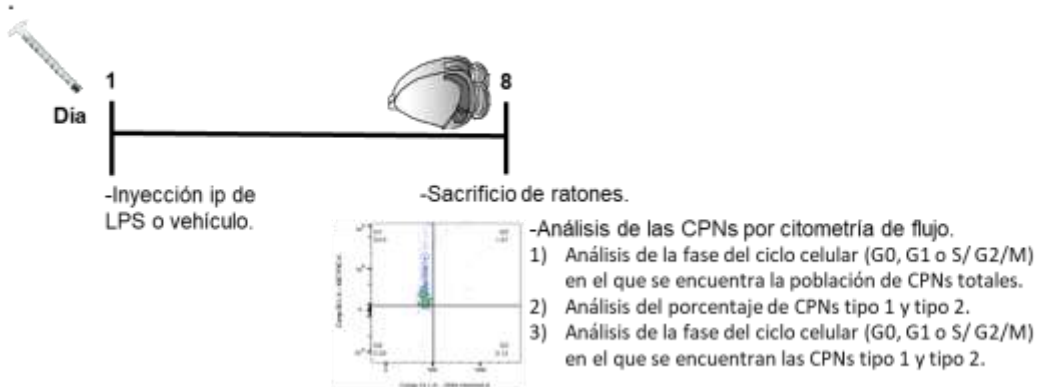 1
8
Dia
-Inyección ip de
LPS o vehículo.
-Sacrificio de ratones.
-Análisis de las CPNs por citometría de flujo.
1) Análisis de la fase del ciclo celular (G0, G1 o S/ G2/M)
en el que se encuentra la población de CPNs totales.
2) Análisis del porcentaje de CPNs tipo 1 y tipo 2.
3) Análisis de la fase del ciclo celular (G0, G1 o S/ G2/M)
en el que se encuentran las CPNs tipo 1 y tipo 2.